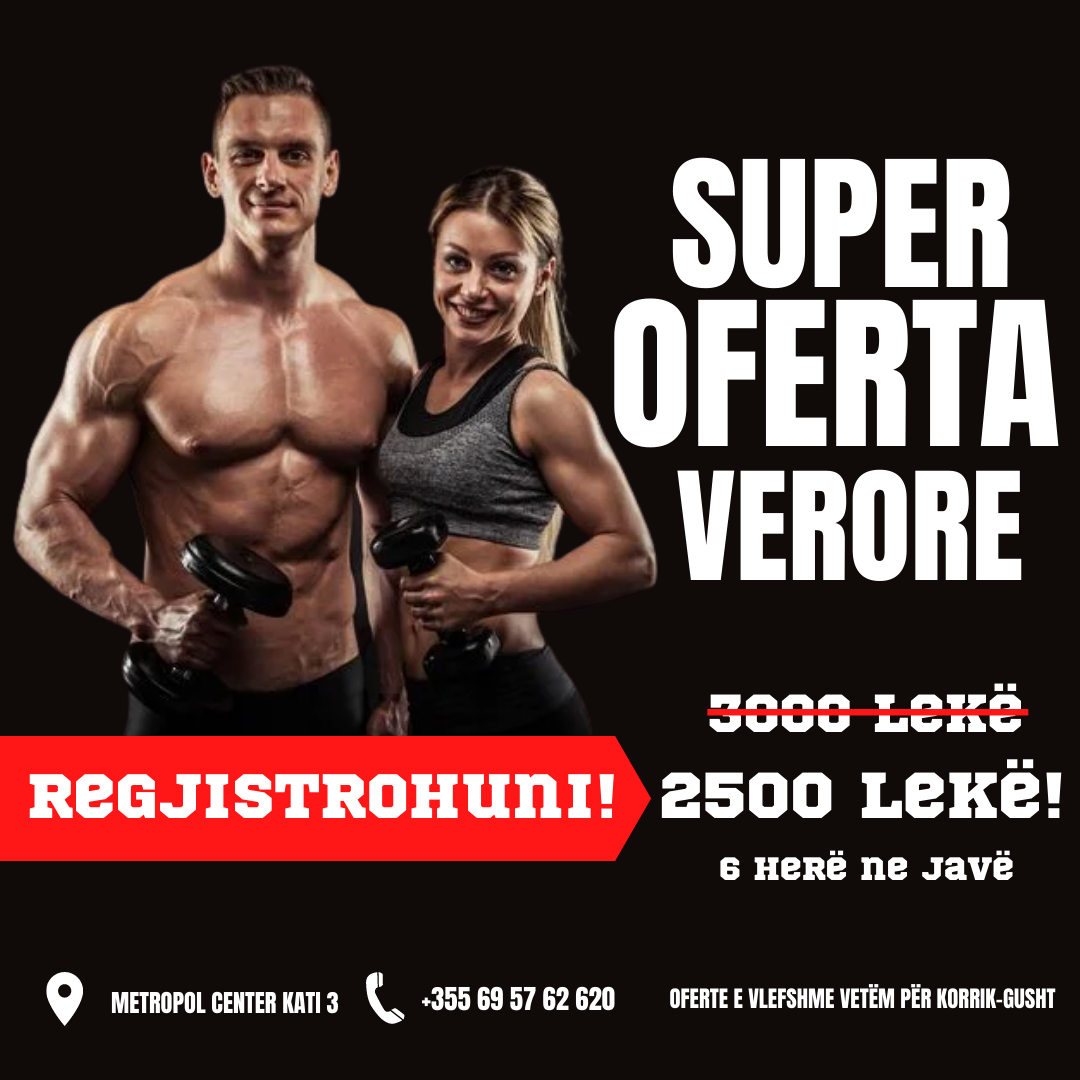 SUPER
OFERTA
VERORE
3000 LEKË
REGJISTROHUNI!
2500 LEKË!
6 HERË NE JAVË
METROPOL CENTER KATI 3
+355 69 57 62 620
OFERTE E VLEFSHME VETËM PËR KORRIK-GUSHT